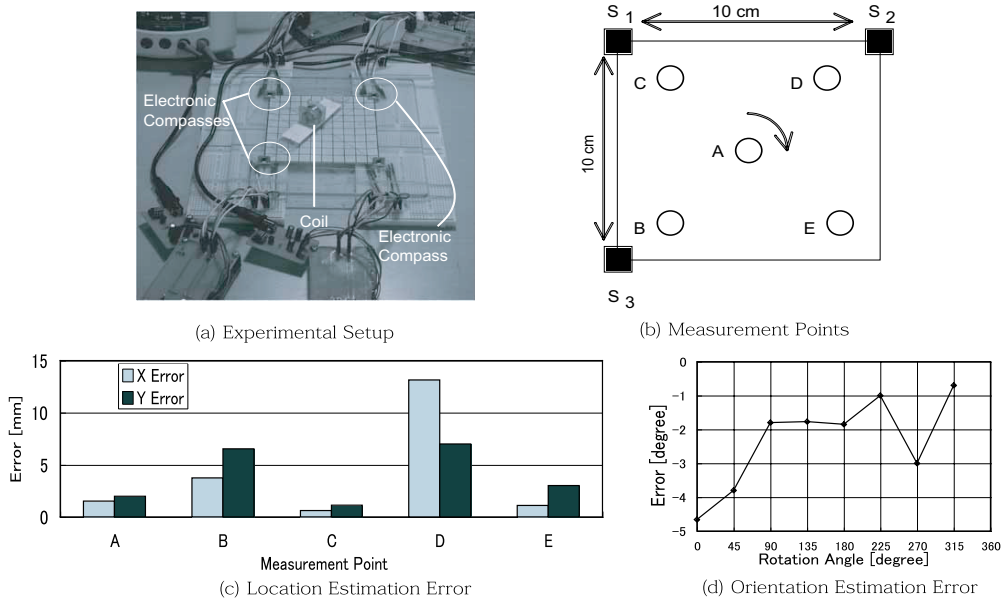 Electronic
Compasses
Coil
Electronic
Compass
(a) Experimental Setup
S 1
10 cm
S 2
C
D
10 cm
A
B
E
S 3
(b) Measurement Points
15
10
5
0
Error [mm]
X Error
Y Error
A
B
C
D
E
Measurement Point
(c) Location Estimation Error
0
-1
-2
-3
-4
-5
Error [degree]
0
45
90
135
180
225
270
315
360
Rotation Angle [degree]
(d) Orientation Estimation Error